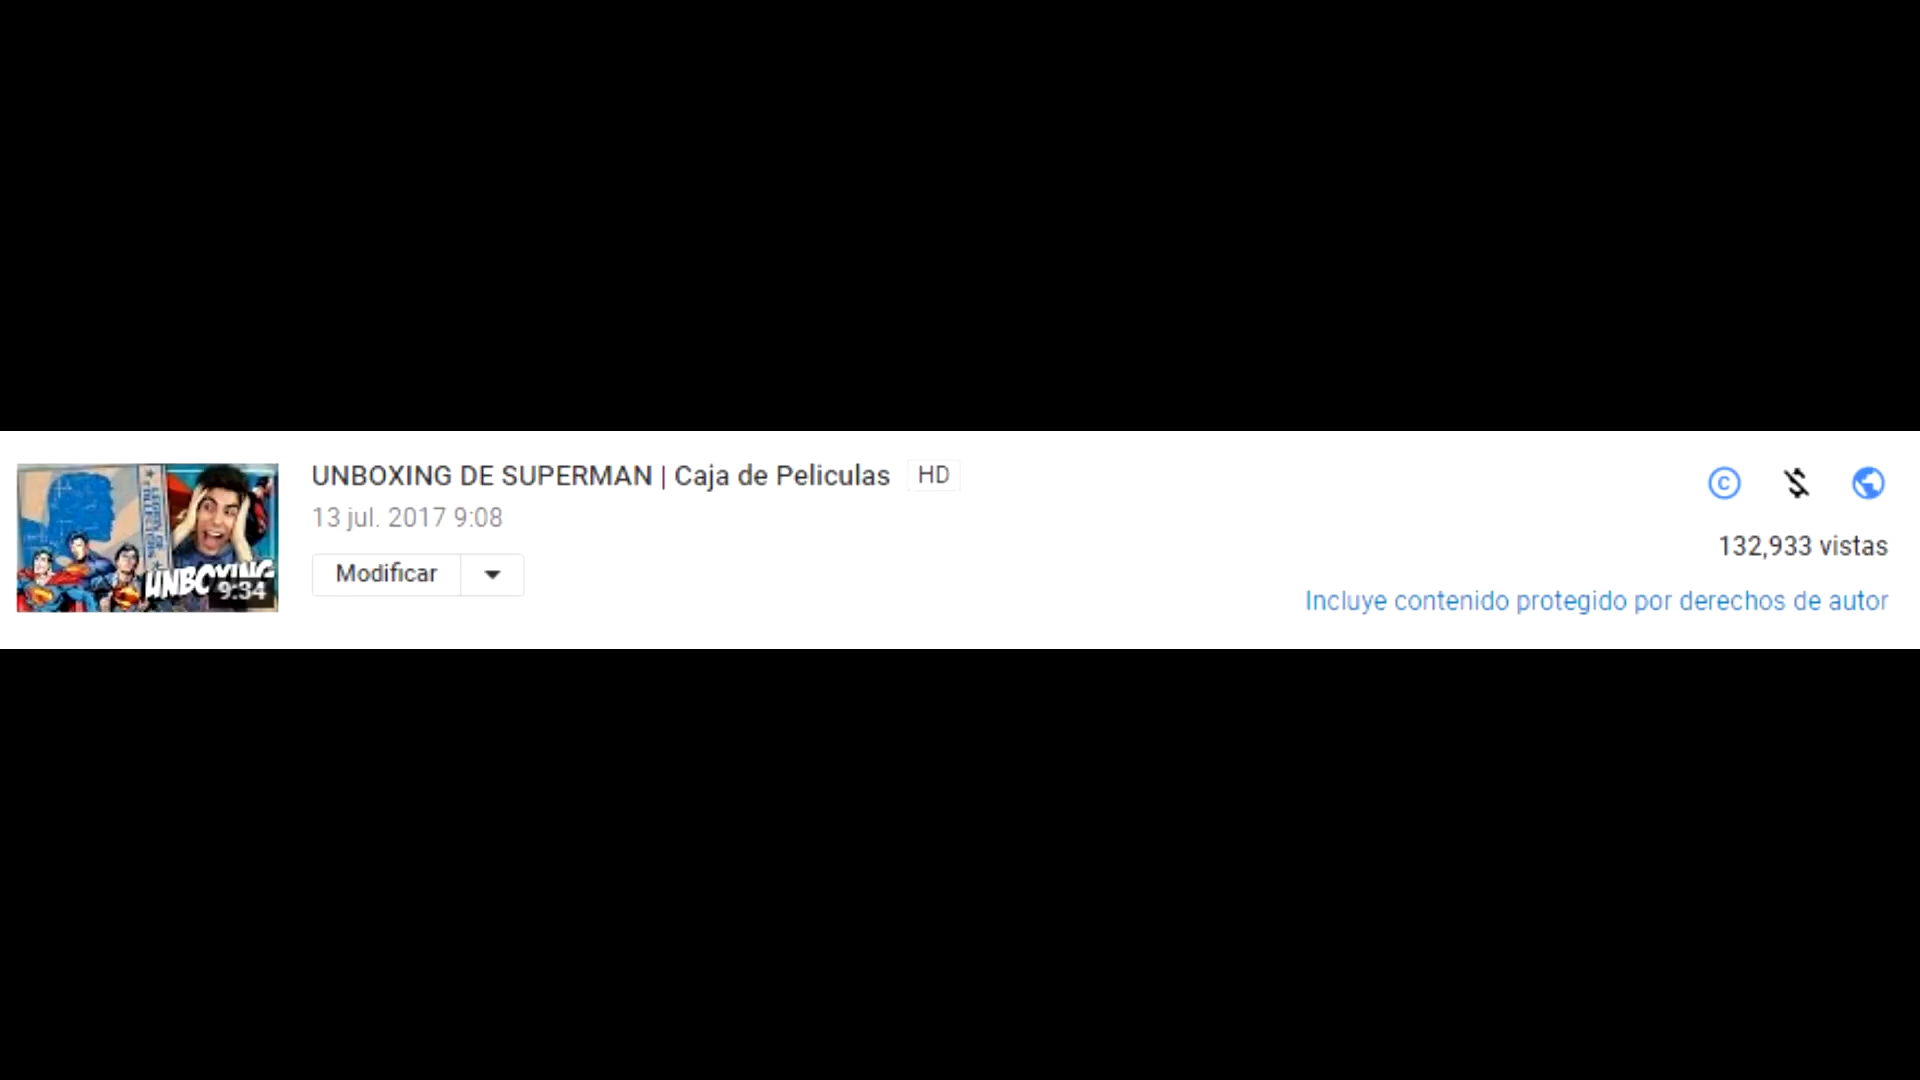 UNBOXING DE SUPERMAN | Caja de Peliculas HD
13 jul. 2017 9:08
Modificar
UNBOXING
9:34
132,933 vistas
Incluye contenido protegido por derechos de autor